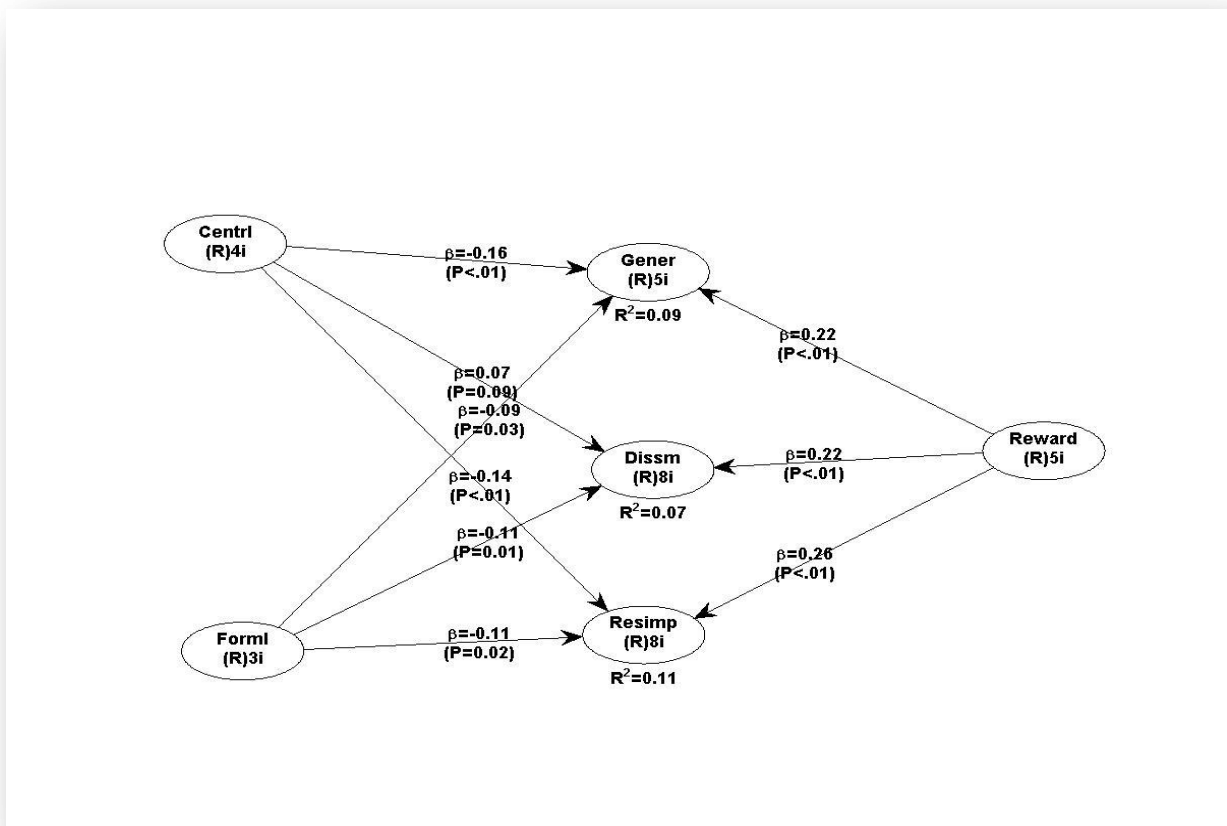 Centrl
(R)4i
β=-0.16
(P<.01)
Gener
(R)5i
R²=0.09
β=0.22
(P<.01)
β=0.07
(P=0.09)
β=-0.09
(P=0.03)
Reward
(R)5i
Dissm
(R)8i
R²=0.07
β=0.22
(P<.01)
β=-0.14
(P<.01)
β=-0.11
(P=0.01)
β=0.26
(P<.01)
Forml
(R)3i
β=-0.11
(P=0.02)
Resimp
(R)8i
R²=0.11